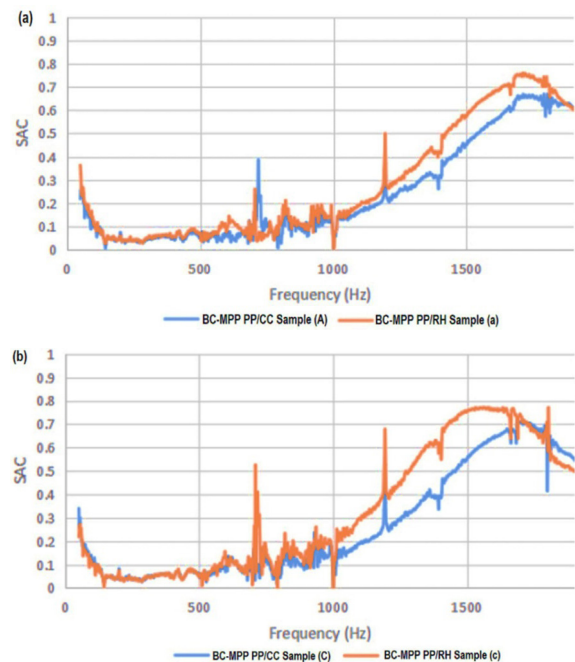 (a)
1
0.9
0.8
0.7
0.6
0.5
0.4
0.3
0.2
0.1
0
SAC
0 500 1000 1500
Frequency (Hz)
BC-MPP PP/CC Sample (A) BC-MPP PP/RH Sample (a)
(b)
1
0.9
0.8
0.7
0.6
0.5
0.4
0.3
0.2
0.1
0
SAC
0 500 1000 1500
Frequency (Hz)
BC-MPP PP/CC Sample (C) BC-MPP PP/RH Sample (c)